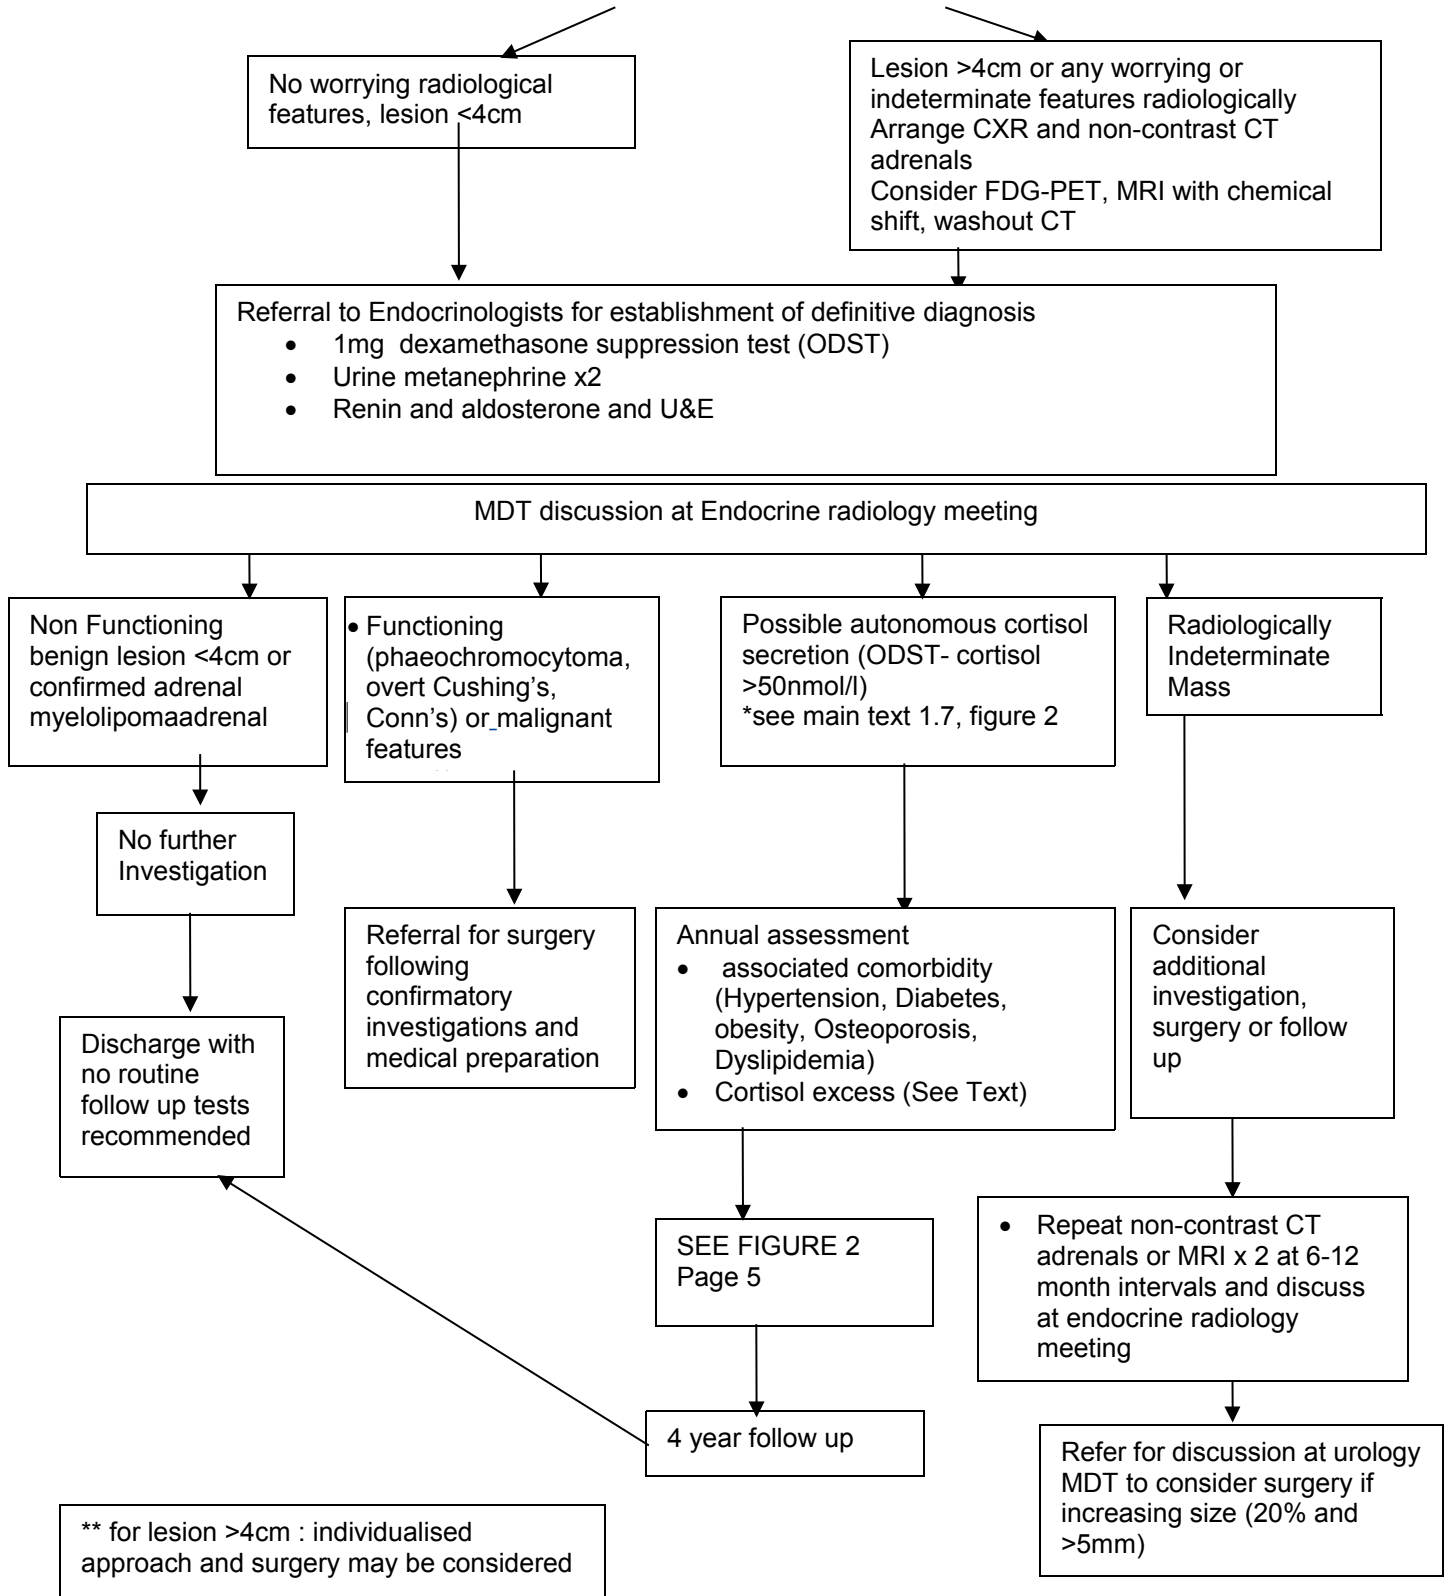 No worrying radiological
features, lesion <4cm
Lesion >4cm or any worrying or
indeterminate features radiologically
Arrange CXR and non-contrast CT
adrenals
Consider FDG-PET, MRI with chemical
shift, washout CT
Referral to Endocrinologists for establishment of definitive diagnosis
• 1mg dexamethasone suppression test (ODST)
• Urine metanephrine x2
• Renin and aldosterone and U&E
MDT discussion at Endocrine radiology meeting
Non Functioning
benign lesion <4cm or
confirmed adrenal
myelolipomaadrenal
• Functioning
(phaeochromocytoma,
overt Cushing's,
Conn's) or malignant
features
Possible autonomous cortisol
secretion (ODST- cortisol
>50nmol/l)
*see main text 1.7, figure 2
Radiologically
Indeterminate
Mass
No further
Investigation
Referral for surgery
following
confirmatory
investigations and
medical preparation
Annual assessment
• associated comorbidity
(Hypertension, Diabetes,
obesity, Osteoporosis,
Dyslipidemia)
• Cortisol excess (See Text)
Consider
additional
investigation,
surgery or follow
up
Discharge with
no routine
follow up tests
recommended
SEE FIGURE 2
Page 5
• Repeat non-contrast CT
adrenals or MRI x 2 at 6-12
month intervals and discuss
at endocrine radiology
meeting
4 year follow up
Refer for discussion at urology
MDT to consider surgery if
increasing size (20% and
>5mm)
** for lesion >4cm : individualised
approach and surgery may be considered